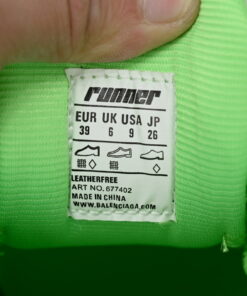 runner
EUR UK USA JP
39 6 9 26
LEATHERFREE
ART NO. 677402
MADE IN CHINA
WWW.BALENCIAGA.COM